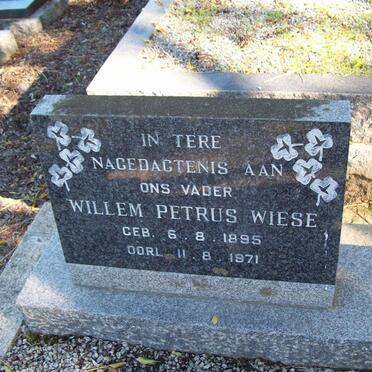 IN TERE
NAGEDAGTENIS AAN
ONS VADER
WILLEM PETRUS WIESE
GEB. 6. 8. 1895
OORL. 11. 8. 1971